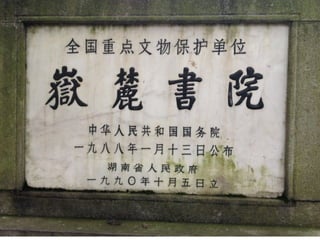 全国重点文物保护单位
嶽麓書院
中华人民共和国国务院
一九八八年一月十三日公布
湖南省人民政府
一九九〇年十月五日立